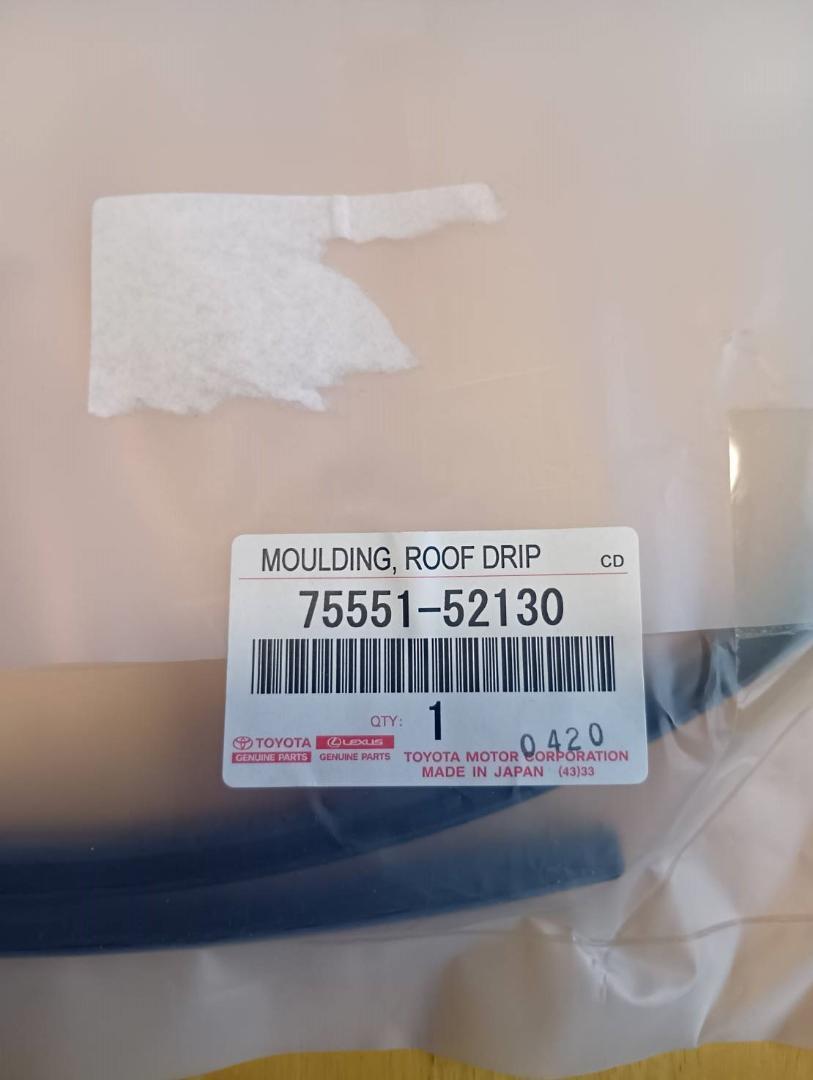 MOULDING, ROOF DRIP CD
75551-52130
QTY: 1
0420
TOYOTA LEXUS
GENUINE PARTS GENUINE PARTS TOYOTA MOTOR CORPORATION
MADE IN JAPAN (43)33